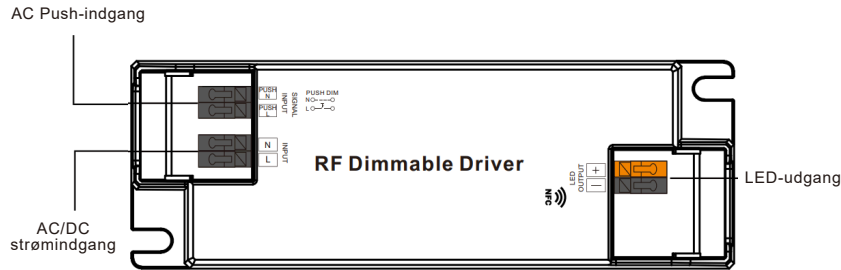 AC Push-indgang
PUSH N
PUSH L
SIGNAL
INPUT
PUSH DIM
N
L
N
L
INPUT
RF Dimmable Driver
NFC
LED
OUTPUT
+
—
LED-udgang
AC/DC
strømindgang